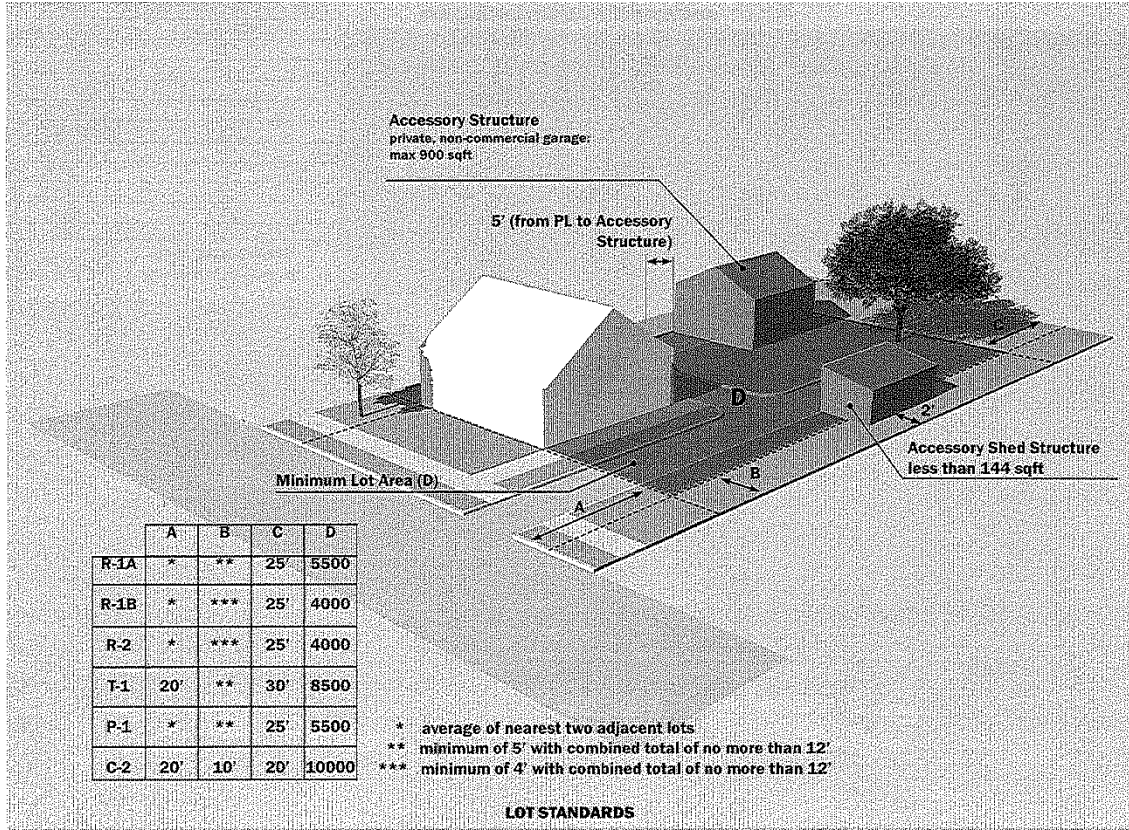 Accessory Structure
private, non-commercial garage:
max 900 sqft
5' (from PL to Accessory
Structure)
C
D
2'
Accessory Shed Structure
less than 144 sqft
B
Minimum Lot Area (D)
A
A B C D
R-1A * ** 25' 5500
R-1B * *** 25' 4000
R-2 * *** 25' 4000
T-1 20' ** 30' 8500
P-1 * ** 25' 5500
C-2 20' 10' 20' 10000
* average of nearest two adjacent lots
** minimum of 5' with combined total of no more than 12'
*** minimum of 4' with combined total of no more than 12'
LOT STANDARDS